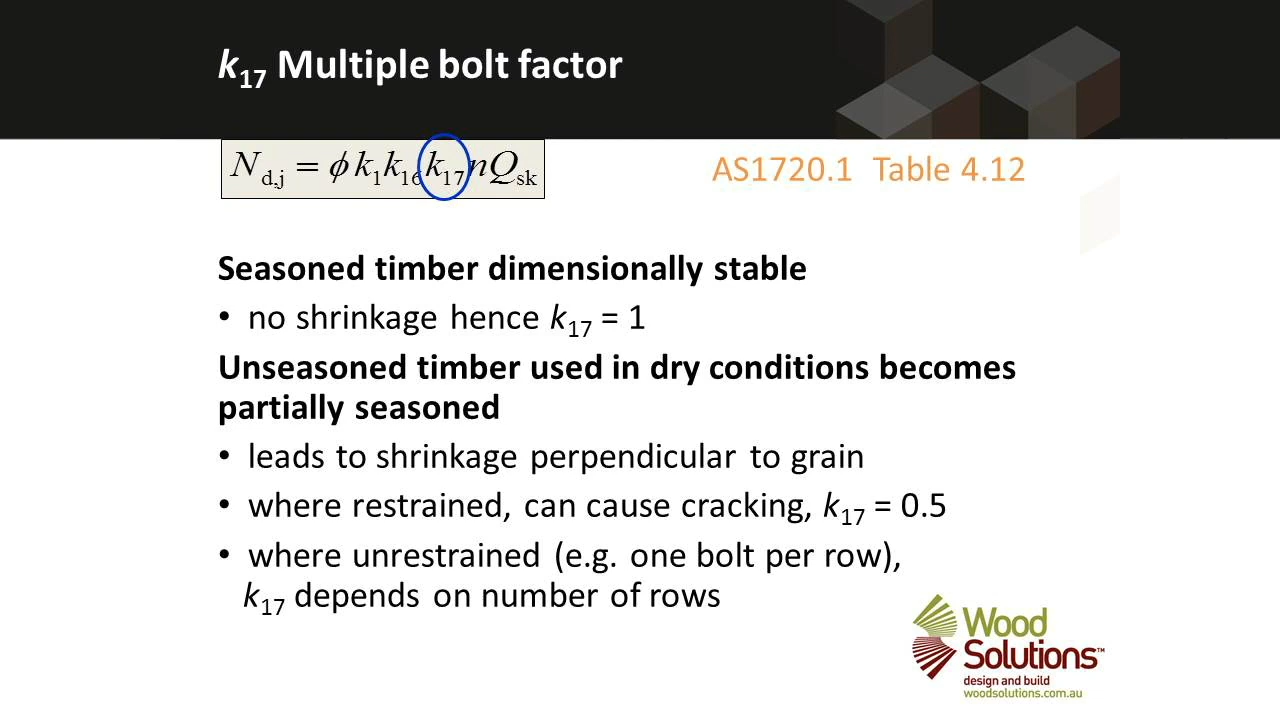 k17 Multiple bolt factor
Nd,j = ϕ k1k16k17nQsk
AS1720.1 Table 4.12
Seasoned timber dimensionally stable
• no shrinkage hence k17 = 1
Unseasoned timber used in dry conditions becomes
partially seasoned
• leads to shrinkage perpendicular to grain
• where restrained, can cause cracking, k17 = 0.5
• where unrestrained (e.g. one bolt per row),
k17 depends on number of rows
Wood
Solutions™
design and build
woodsolutions.com.au